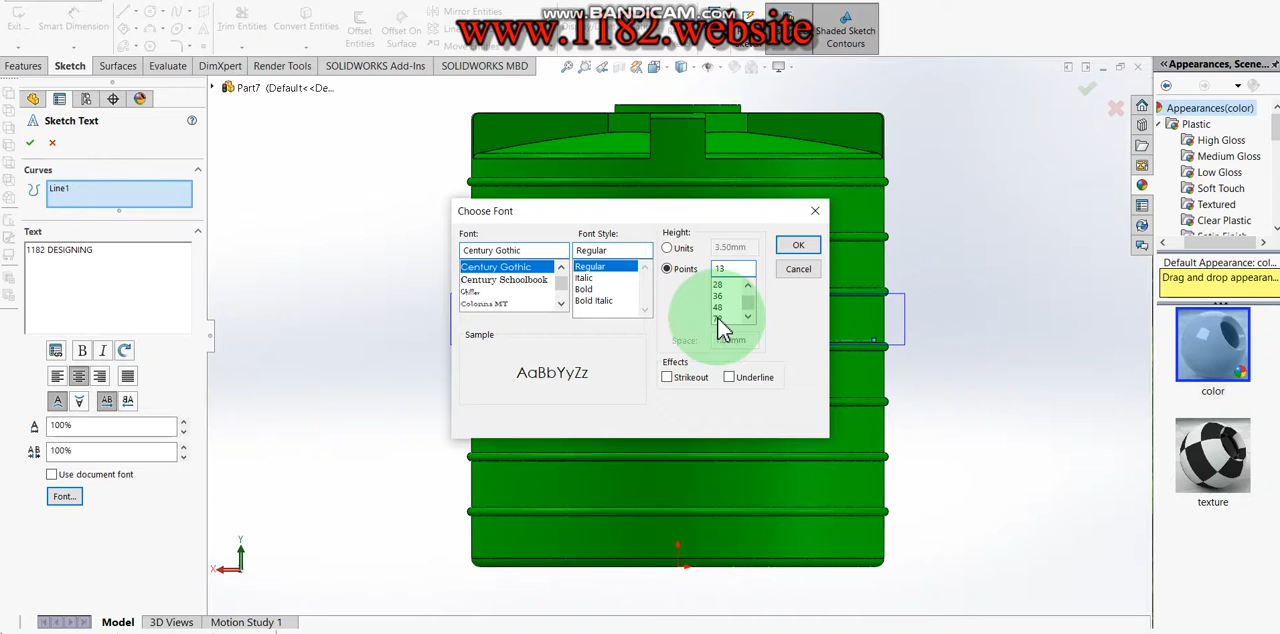 www.BANDICAM.com
www.1182.website
Exit ...
Smart Dimension
Trim Entities
Convert Entities
Offset Entities
Offset On Surface
Mirror Entities
Shaded Sketch Contours
Features
Sketch
Surfaces
Evaluate
DimXpert
Render Tools
SOLIDWORKS Add-Ins
SOLIDWORKS MBD
Part7 (Default<<De...
Sketch Text
Curves
Line1
Text
1182 DESIGNING
100%
100%
Use document font
Font...
Choose Font
Font:
Century Gothic
Century Gothic
Century Schoolbook
Chiller
Colonna MT
Font Style:
Regular
Regular
Italic
Bold
Bold Italic
Height:
Units
3.50mm
Points
13
28
36
48
72
Space:
OK
Cancel
Sample
AaBbYyZz
Effects
Strikeout
Underline
Y
X
Model
3D Views
Motion Study 1
Appearances, Scene...
Appearances(color)
Plastic
High Gloss
Medium Gloss
Low Gloss
Soft Touch
Textured
Clear Plastic
Satin Finish
Default Appearance: col...
Drag and drop appearan...
color
texture